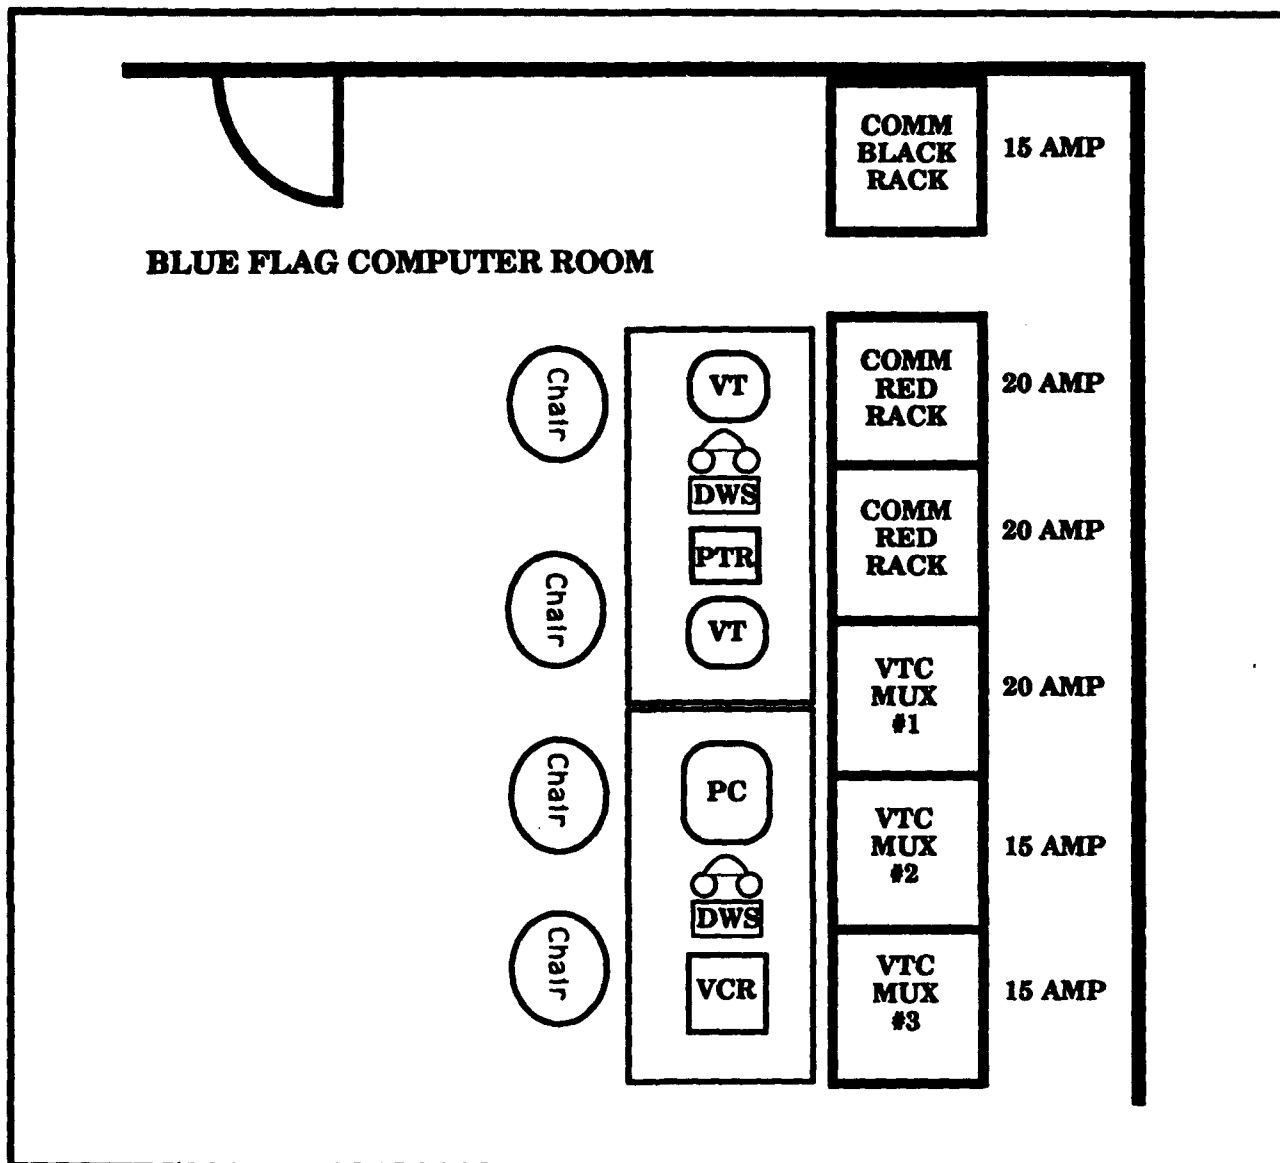 COMM
BLACK
RACK
15 AMP
BLUE FLAG COMPUTER ROOM
Chair
VT
DWS
COMM
RED
RACK
20 AMP
Chair
PTR
VT
COMM
RED
RACK
20 AMP
VTC
MUX
#1
20 AMP
Chair
PC
VTC
MUX
#2
15 AMP
DWS
Chair
VCR
VTC
MUX
#3
15 AMP